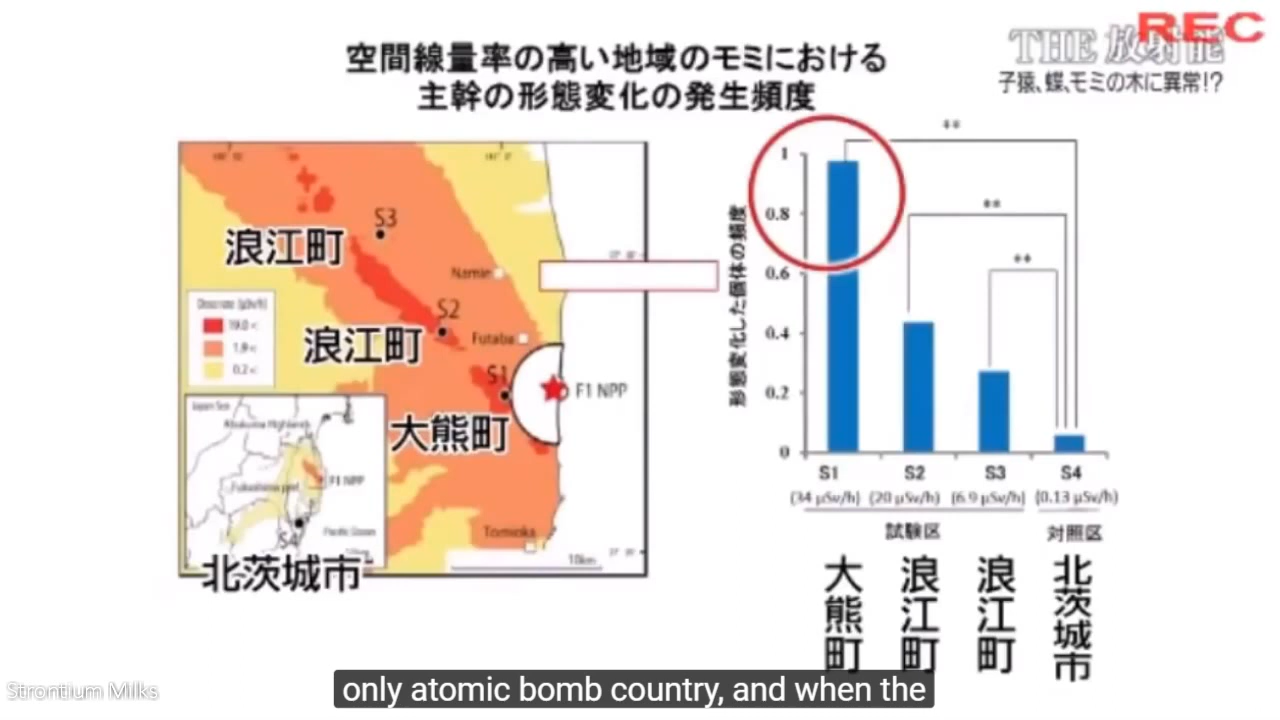 空間線量率の高い地域のモミにおける
主幹の形態変化の発生頻度
REC
THE 放射能
子猿、蝶、モミの木に異常!?
S3
浪江町
Namie
19.0<
1.9<
0.2<
S2
浪江町
Futaba
S1
F1 NPP
大熊町
Japan Sea
F1 NPP
Pacific Ocean
S4
Tomioka
10km
北茨城市
形態変化した個体の頻度
**
**
**
1
0.8
0.6
0.4
0.2
0
S1 S2 S3 S4
(34 μSv/h) (20 μSv/h) (6.9 μSv/h) (0.13 μSv/h)
試験区 対照区
大熊町 浪江町 浪江町 北茨城市
Strontium Milks
only atomic bomb country, and when the